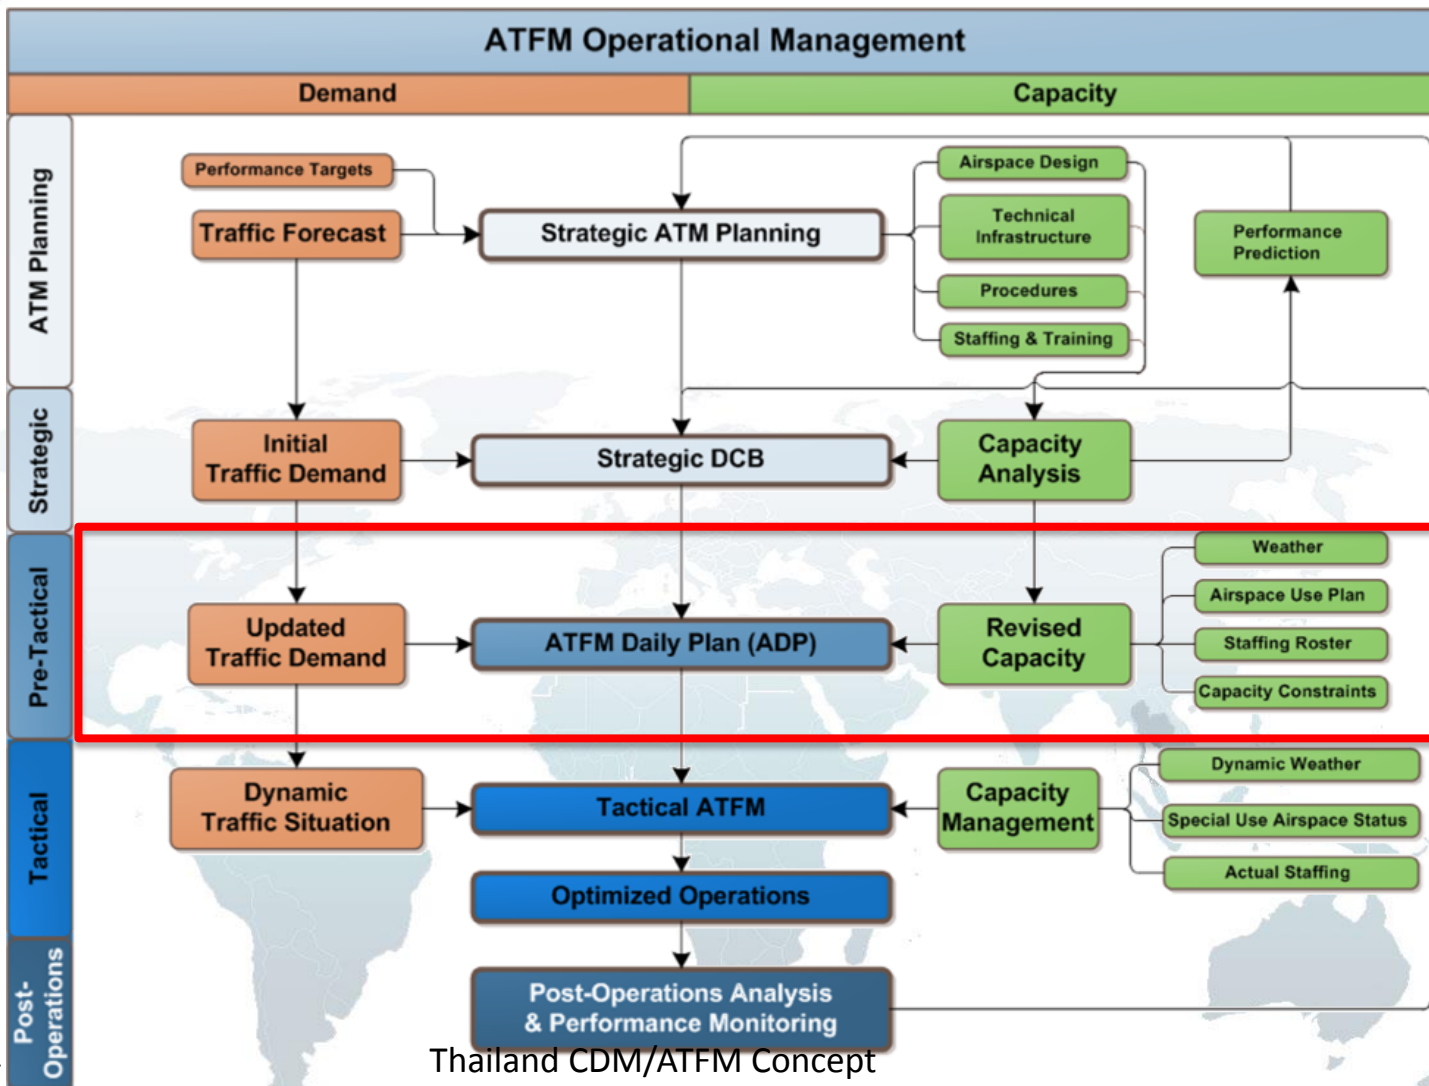 ATFM Operational Management
Demand
Capacity
ATM Planning
Performance Targets
Traffic Forecast
Strategic ATM Planning
Airspace Design
Technical
Infrastructure
Procedures
Staffing & Training
Performance
Prediction
Strategic
Initial
Traffic Demand
Strategic DCB
Capacity
Analysis
Pre-Tactical
Updated
Traffic Demand
ATFM Daily Plan (ADP)
Revised
Capacity
Weather
Airspace Use Plan
Staffing Roster
Capacity Constraints
Tactical
Dynamic
Traffic Situation
Tactical ATFM
Capacity
Management
Dynamic Weather
Special Use Airspace Status
Actual Staffing
Optimized Operations
Post-
Operations
Post-Operations Analysis
& Performance Monitoring
Thailand CDM/ATFM Concept